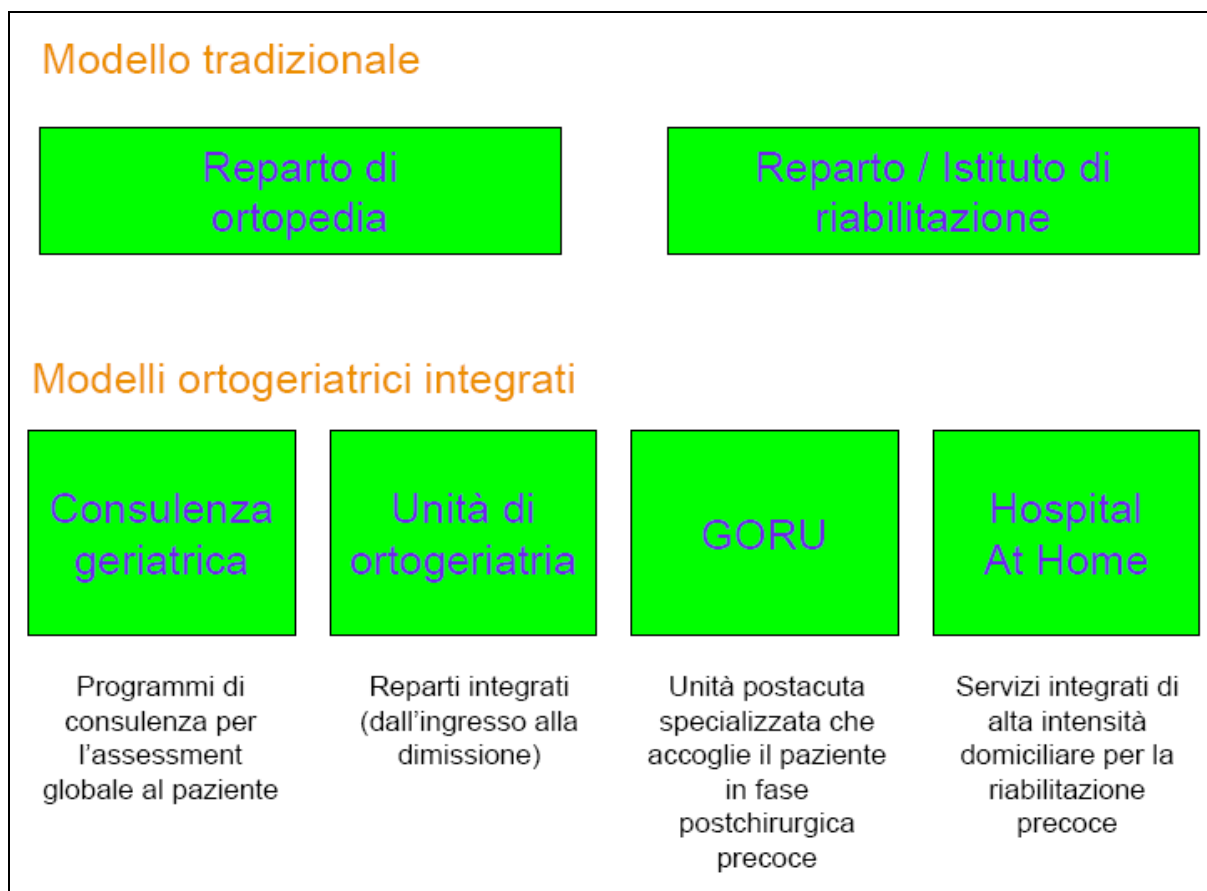 Modello tradizionale
Reparto di
ortopedia
Reparto / Istituto di
riabilitazione
Modelli ortogeriatrici integrati
Consulenza
geriatrica
Unità di
ortogeriatria
GORU
Hospital
At Home
Programmi di
consulenza per
l'assessment
globale al paziente
Reparti integrati
(dall'ingresso alla
dimissione)
Unità postacuta
specializzata che
accoglie il paziente
in fase
postchirurgica
precoce
Servizi integrati di
alta intensità
domiciliare per la
riabilitazione
precoce